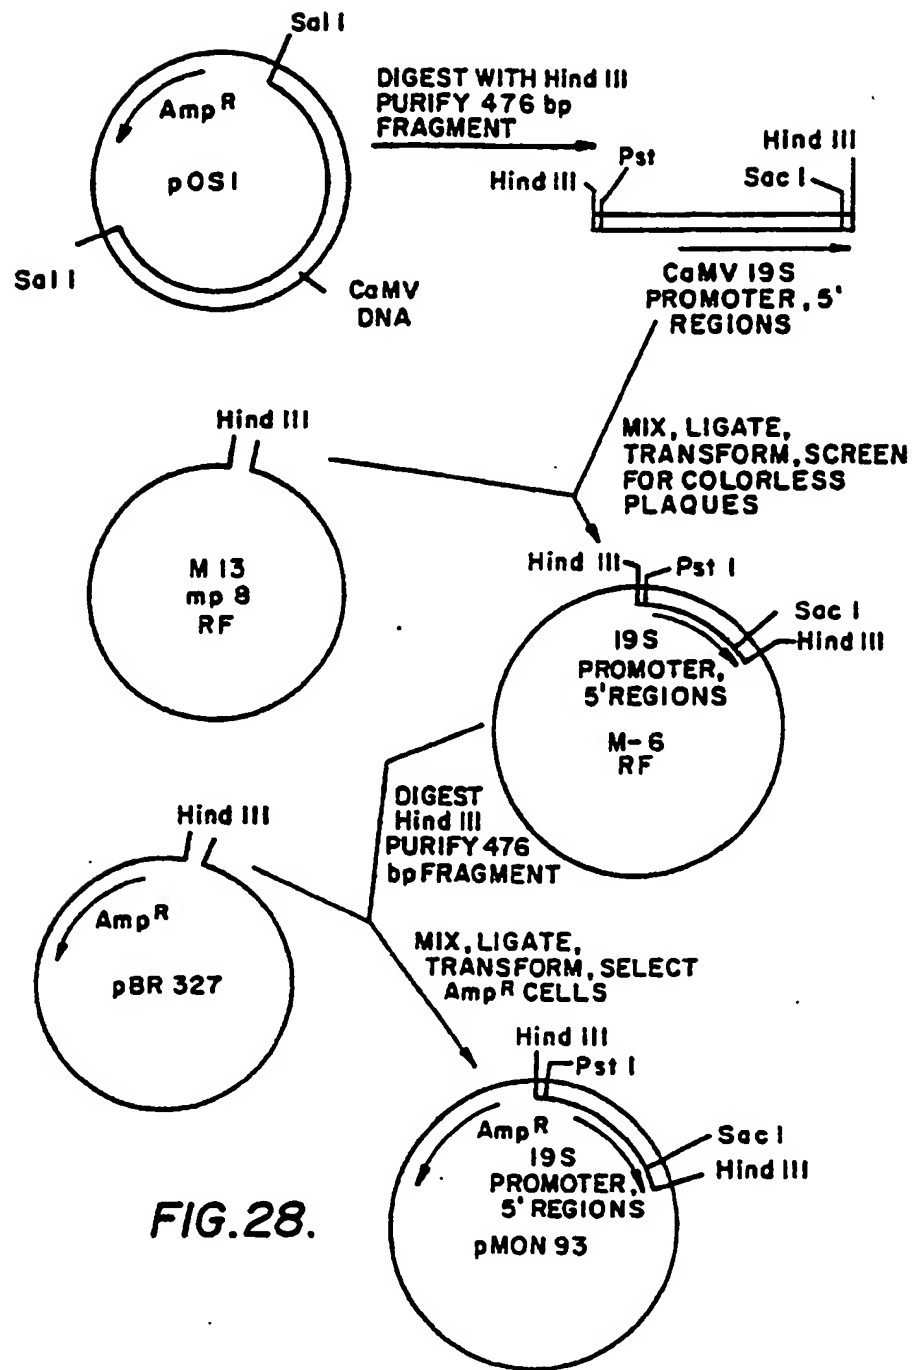 Sal I
Amp R
pOS1
Sal I
CaMV
DNA
DIGEST WITH Hind III
PURIFY 476 bp
FRAGMENT
Hind III
Pst
Sac I
Hind III
CaMV 19S
PROMOTER, 5'
REGIONS
Hind III
M 13
mp 8
RF
MIX, LIGATE,
TRANSFORM, SCREEN
FOR COLORLESS
PLAQUES
Hind III
Pst I
Sac I
Hind III
19S
PROMOTER,
5' REGIONS
M-6
RF
DIGEST
Hind III
PURIFY 476
bp FRAGMENT
Hind III
Amp R
pBR 327
MIX, LIGATE,
TRANSFORM, SELECT
Amp R CELLS
Hind III
Pst I
Sac I
Hind III
Amp R
19S
PROMOTER,
5' REGIONS
pMON 93
FIG.28.